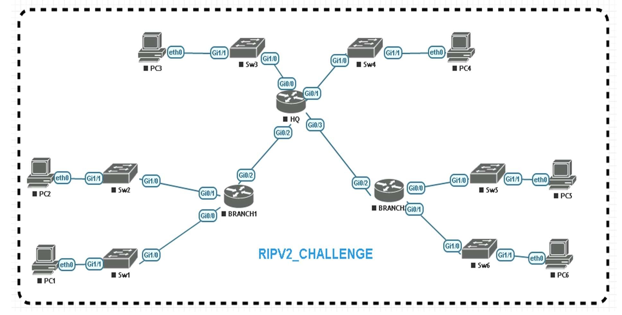 eth0 Gi1/1 Gi1/0
PC3 Sw3
Gi1/0 Gi1/1 eth0
Sw4 PC4
Gi0/0
Gi0/1
HQ
Gi0/2
Gi0/3
eth0 Gi1/1 Gi1/0
PC2 Sw2
Gi0/1
Gi0/2
Gi0/0
BRANCH1
Gi0/2
Gi0/0
Gi0/1
Gi1/0 Gi1/1 eth0
Sw5 PC5
eth0 Gi1/1 Gi1/0
PC1 Sw1
Gi1/0 Gi1/1 eth0
Sw6 PC6
RIPV2_CHALLENGE